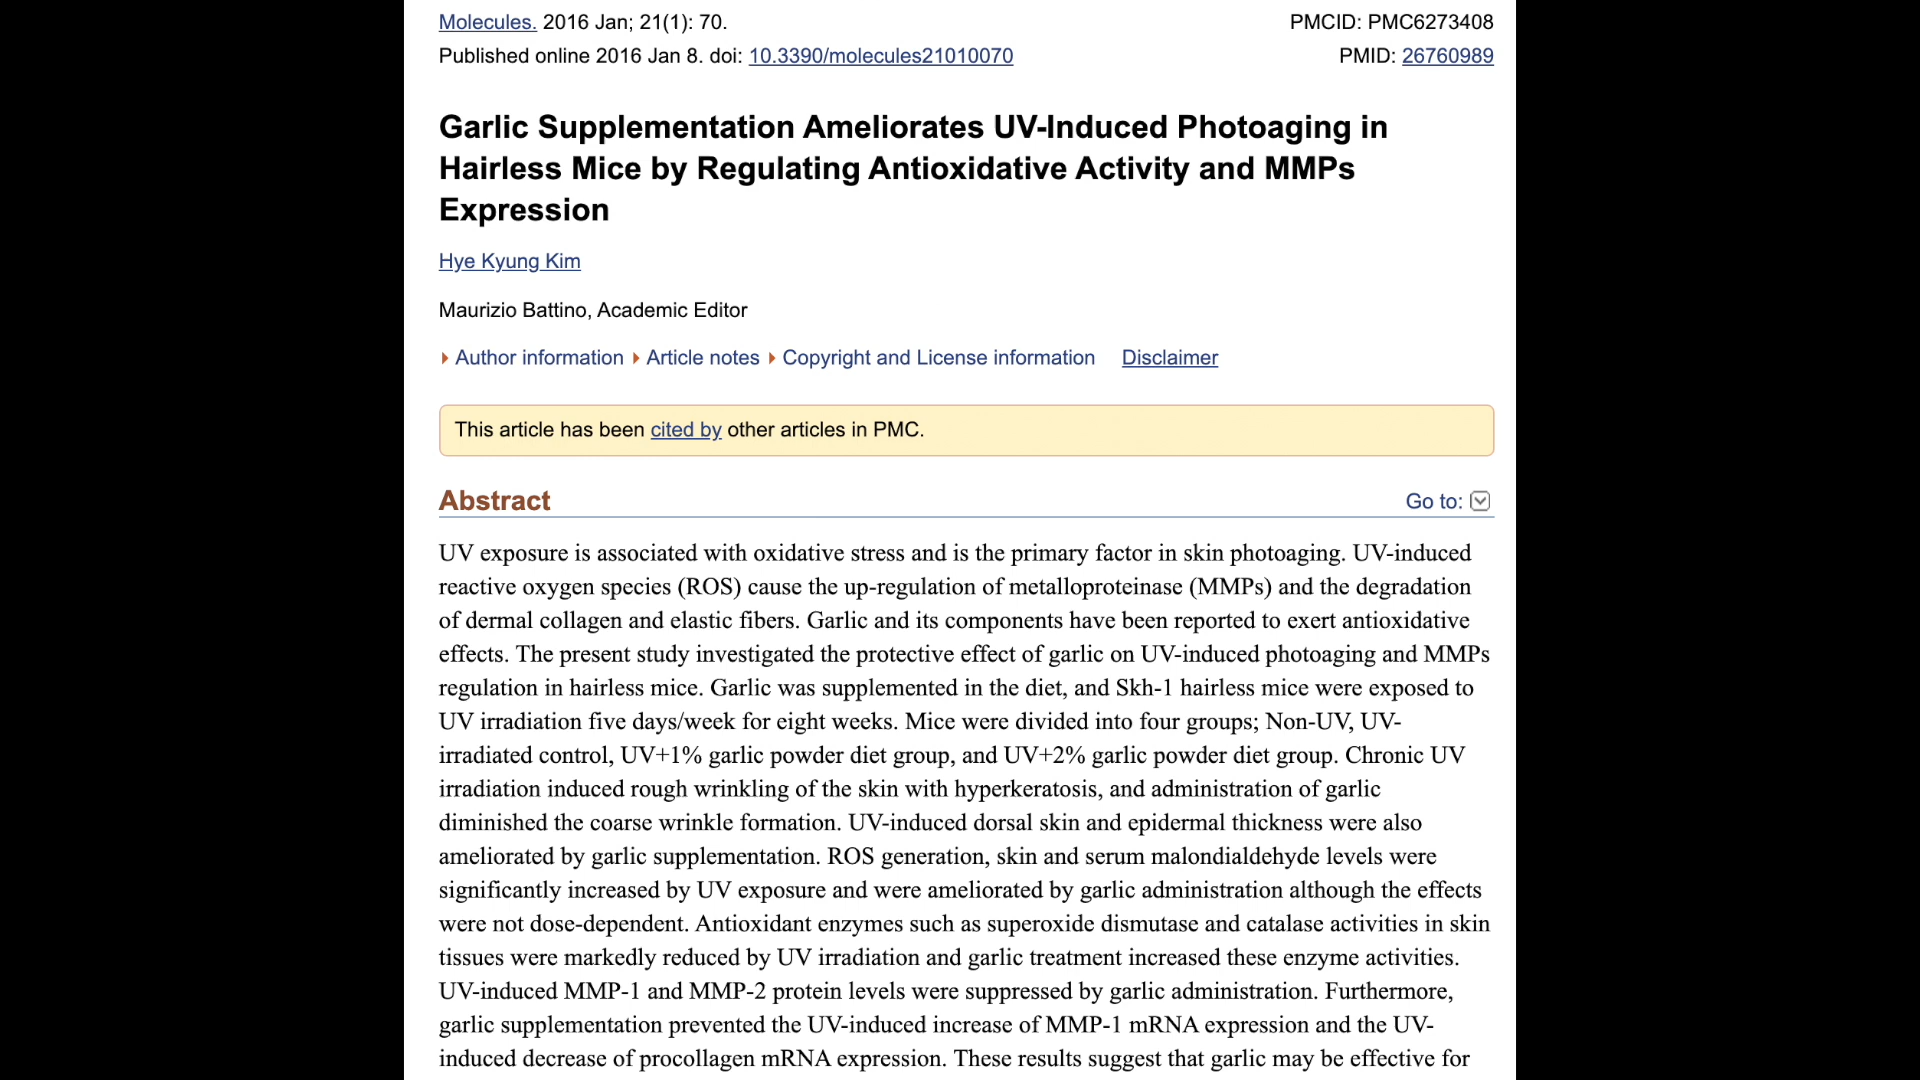 Molecules. 2016 Jan; 21(1): 70.
PMCID: PMC6273408
Published online 2016 Jan 8. doi: 10.3390/molecules21010070
PMID: 26760989
Garlic Supplementation Ameliorates UV-Induced Photoaging in
Hairless Mice by Regulating Antioxidative Activity and MMPs
Expression
Hye Kyung Kim
Maurizio Battino, Academic Editor
Author information Article notes Copyright and License information Disclaimer
This article has been cited by other articles in PMC.
Abstract
Go to:
UV exposure is associated with oxidative stress and is the primary factor in skin photoaging. UV-induced
reactive oxygen species (ROS) cause the up-regulation of metalloproteinase (MMPs) and the degradation
of dermal collagen and elastic fibers. Garlic and its components have been reported to exert antioxidative
effects. The present study investigated the protective effect of garlic on UV-induced photoaging and MMPs
regulation in hairless mice. Garlic was supplemented in the diet, and Skh-1 hairless mice were exposed to
UV irradiation five days/week for eight weeks. Mice were divided into four groups; Non-UV, UV-
irradiated control, UV+1% garlic powder diet group, and UV+2% garlic powder diet group. Chronic UV
irradiation induced rough wrinkling of the skin with hyperkeratosis, and administration of garlic
diminished the coarse wrinkle formation. UV-induced dorsal skin and epidermal thickness were also
ameliorated by garlic supplementation. ROS generation, skin and serum malondialdehyde levels were
significantly increased by UV exposure and were ameliorated by garlic administration although the effects
were not dose-dependent. Antioxidant enzymes such as superoxide dismutase and catalase activities in skin
tissues were markedly reduced by UV irradiation and garlic treatment increased these enzyme activities.
UV-induced MMP-1 and MMP-2 protein levels were suppressed by garlic administration. Furthermore,
garlic supplementation prevented the UV-induced increase of MMP-1 mRNA expression and the UV-
induced decrease of procollagen mRNA expression. These results suggest that garlic may be effective for